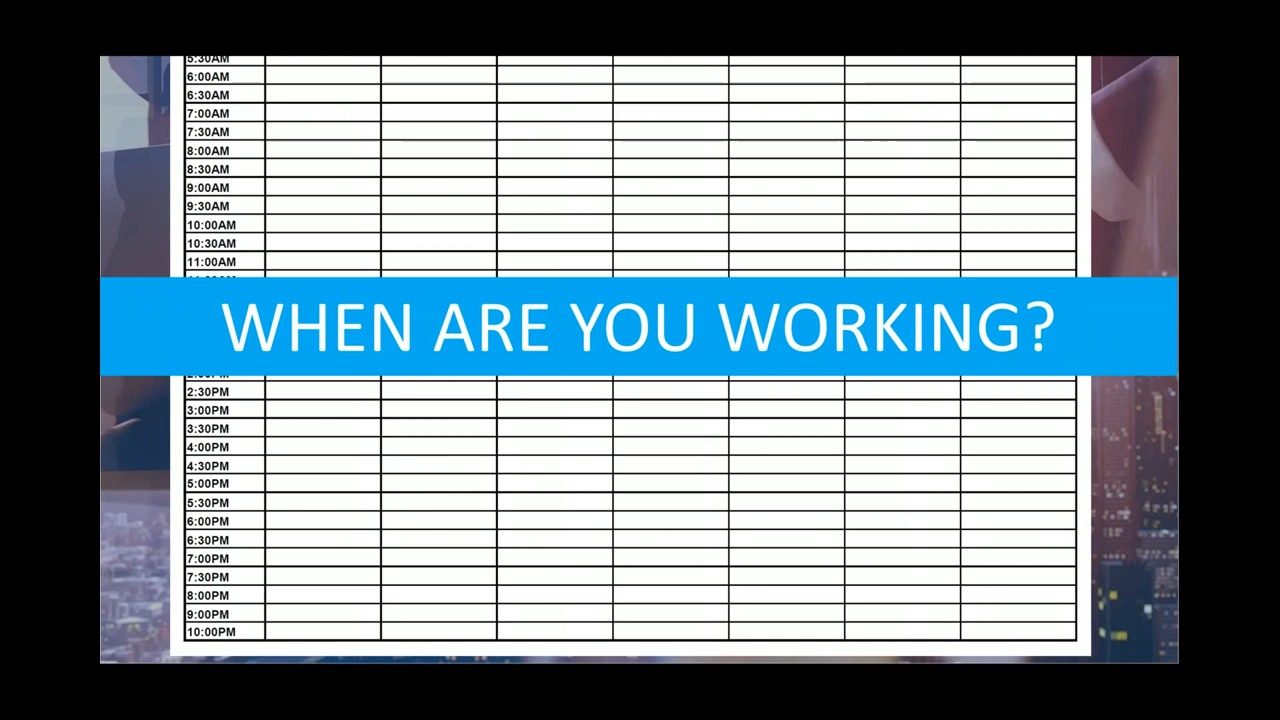 5:30AM
6:00AM
6:30AM
7:00AM
7:30AM
8:00AM
8:30AM
9:00AM
9:30AM
10:00AM
10:30AM
11:00AM
WHEN ARE YOU WORKING?
2:30PM
3:00PM
3:30PM
4:00PM
4:30PM
5:00PM
5:30PM
6:00PM
6:30PM
7:00PM
7:30PM
8:00PM
9:00PM
10:00PM